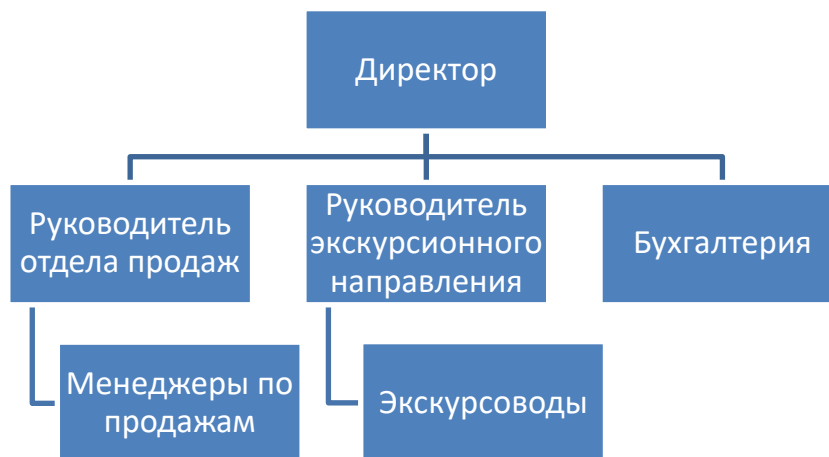 Директор
Руководитель
отдела продаж
Руководитель
экскурсионного
направления
Бухгалтерия
Менеджеры по
продажам
Экскурсоводы